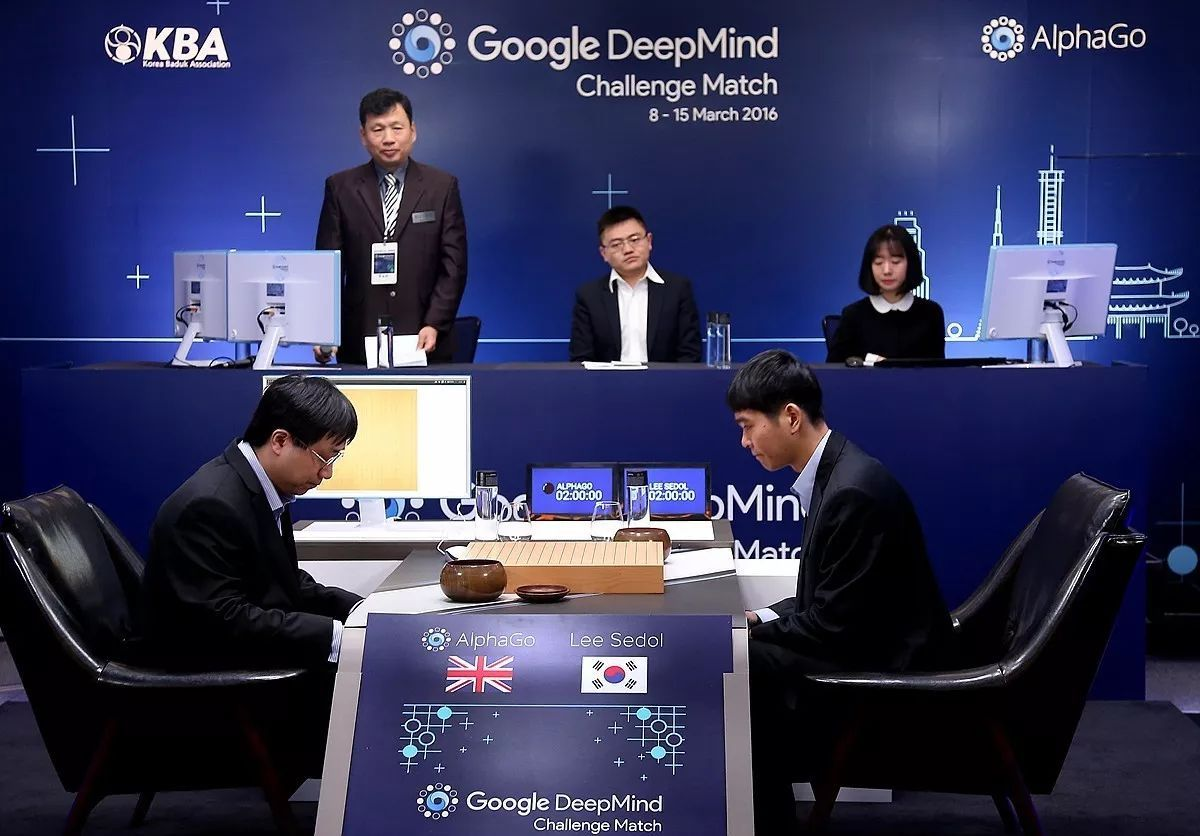 KBA
Korea Baduk Association
Google DeepMind
Challenge Match
8 - 15 March 2016
AlphaGo
ALPHAGO
02:00:00
LEE SEDOL
02:00:00
AlphaGo
Lee Sedol
Google DeepMind
Challenge Match